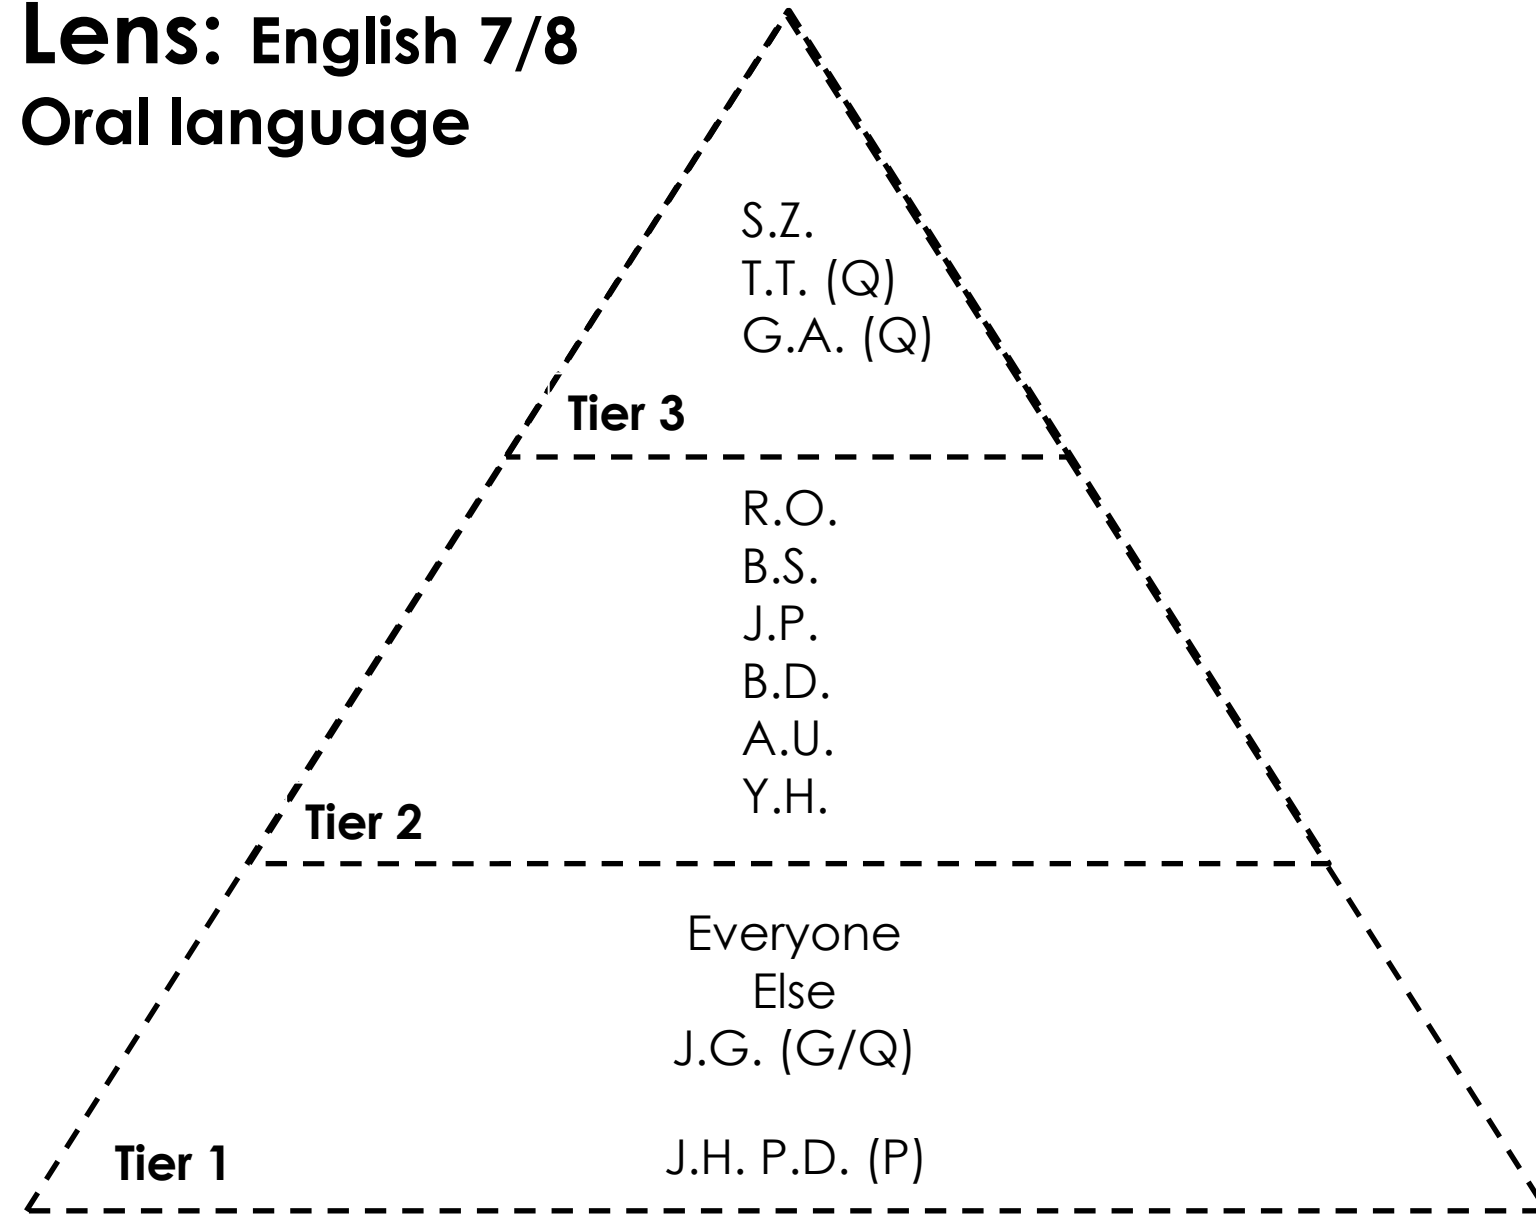 Lens: English 7/8
Oral language
S.Z.
T.T. (Q)
G.A. (Q)
Tier 3
R.O.
B.S.
J.P.
B.D.
A.U.
Y.H.
Tier 2
Everyone
Else
J.G. (G/Q)
J.H. P.D. (P)
Tier 1